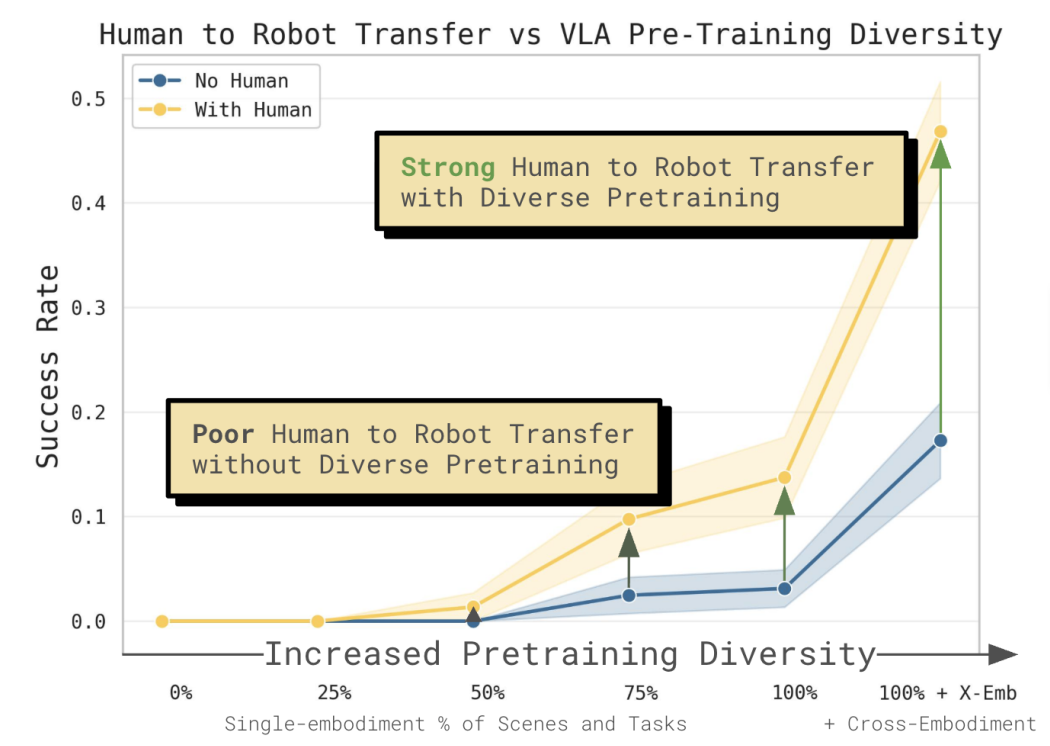 Human to Robot Transfer vs VLA Pre-Training Diversity
No Human
With Human
Strong Human to Robot Transfer
with Diverse Pretraining
Poor Human to Robot Transfer
without Diverse Pretraining
Success Rate
0.5
0.4
0.3
0.2
0.1
0.0
Increased Pretraining Diversity
0% 25% 50% 75% 100% 100% + X-Emb
Single-embodiment % of Scenes and Tasks + Cross-Embodiment